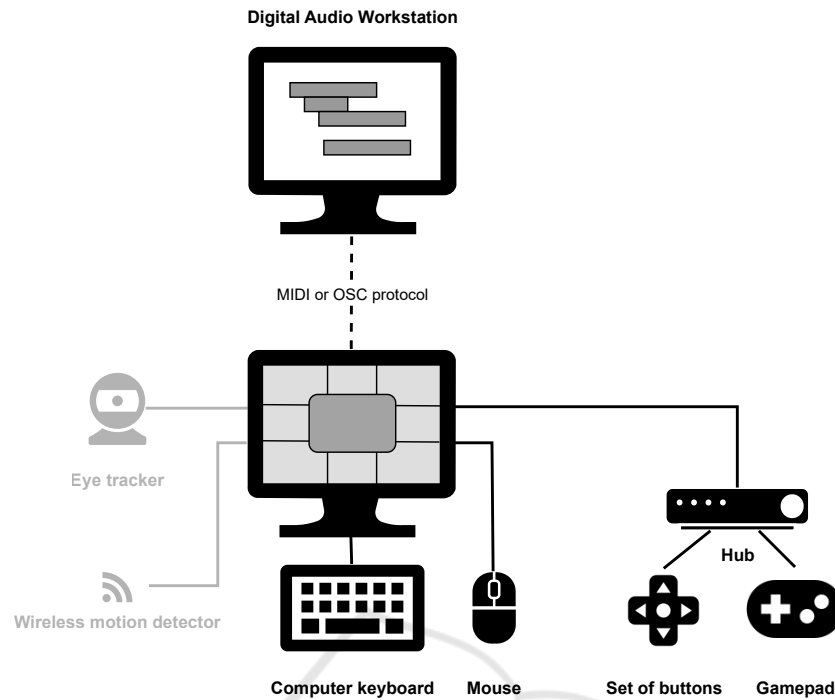 Digital Audio Workstation
MIDI or OSC protocol
Eye tracker
Hub
Wireless motion detector
Computer keyboard
Mouse
Set of buttons
Gamepad